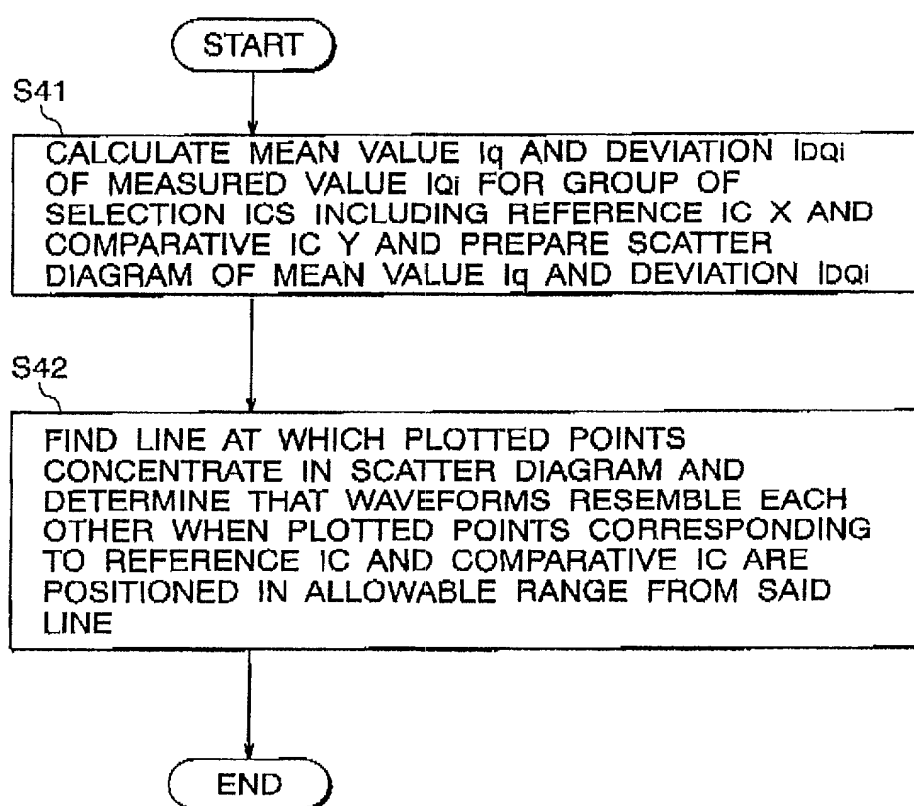 START
S41
CALCULATE MEAN VALUE Iq AND DEVIATION IDQi
OF MEASURED VALUE IQi FOR GROUP OF
SELECTION ICS INCLUDING REFERENCE IC X AND
COMPARATIVE IC Y AND PREPARE SCATTER
DIAGRAM OF MEAN VALUE Iq AND DEVIATION IDQi
S42
FIND LINE AT WHICH PLOTTED POINTS
CONCENTRATE IN SCATTER DIAGRAM AND
DETERMINE THAT WAVEFORMS RESEMBLE EACH
OTHER WHEN PLOTTED POINTS CORRESPONDING
TO REFERENCE IC AND COMPARATIVE IC ARE
POSITIONED IN ALLOWABLE RANGE FROM SAID
LINE
END